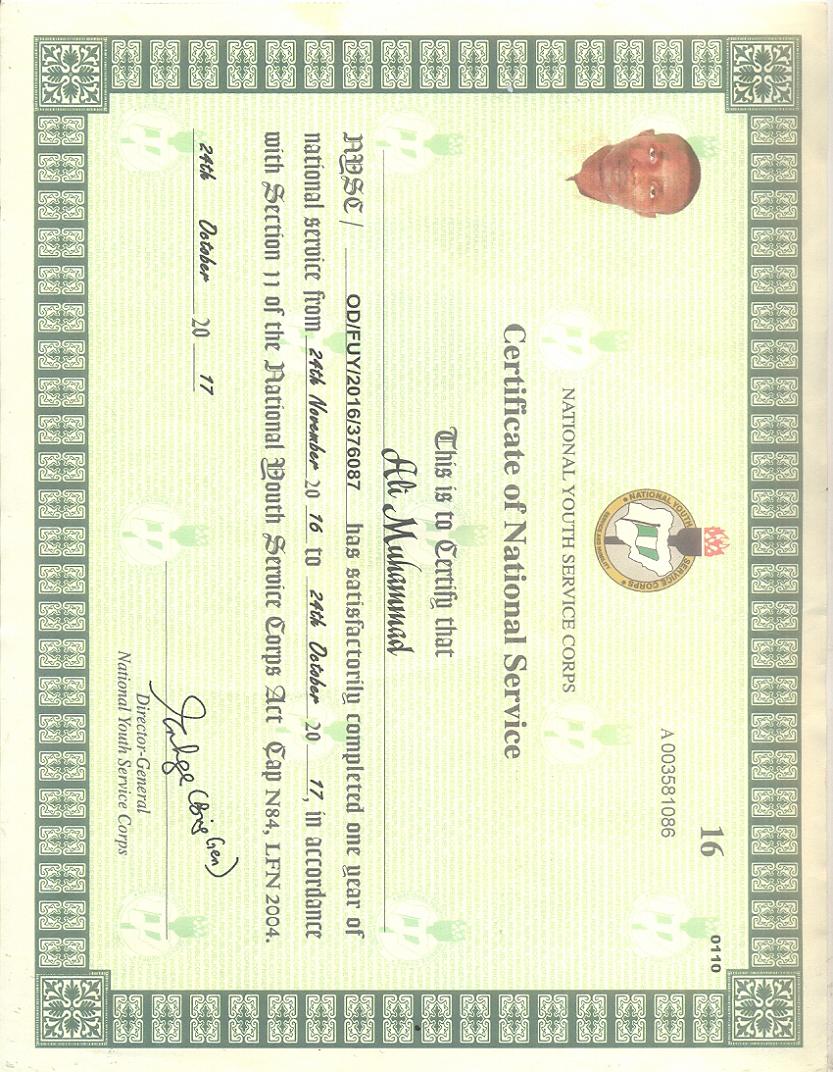 16
0110
A 003581086
NATIONAL YOUTH
SERVICE CORPS
NATIONAL YOUTH SERVICE CORPS
Certificate of National Service
This is to Certify that
Ali Muhammad
NYSC / OD/FUY/2016/376087 has satisfactorily completed one year of
national service from 24th November 20 16 to 24th October 20 17, in accordance
with Section 11 of the National Youth Service Corps Act Cap N84, LFN 2004.
24th October 20 17
(Brig Gen)
Director-General
National Youth Service Corps